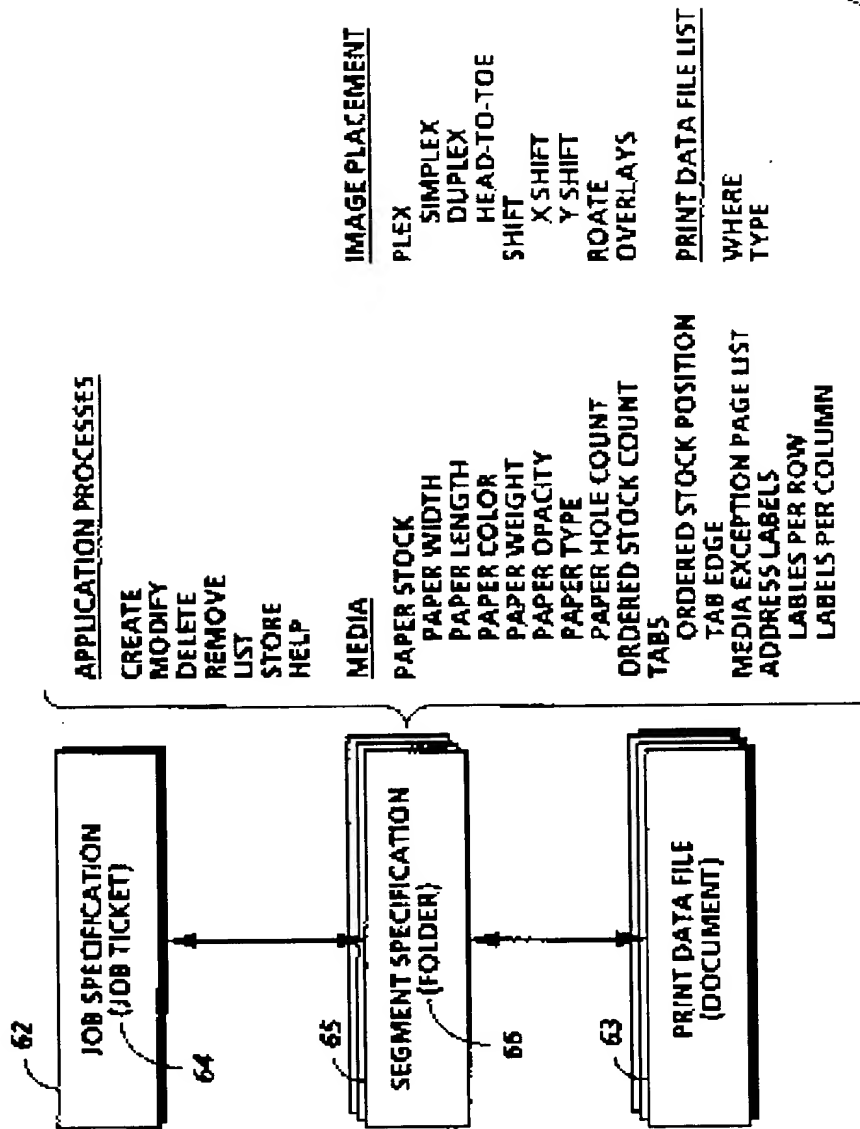 62
JOB SPECIFICATION
(JOB TICKET)
64
65
SEGMENT SPECIFICATION
(FOLDER)
66
63
PRINT DATA FILE
(DOCUMENT)
APPLICATION PROCESSES
CREATE
MODIFY
DELETE
REMOVE
LIST
STORE
HELP
MEDIA
PAPER STOCK
PAPER WIDTH
PAPER LENGTH
PAPER COLOR
PAPER WEIGHT
PAPER OPACITY
PAPER TYPE
PAPER HOLE COUNT
ORDERED STOCK COUNT
TABS
ORDERED STOCK POSITION
TAB EDGE
MEDIA EXCEPTION PAGE LIST
ADDRESS LABELS
LABLES PER ROW
LABELS PER COLUMN
IMAGE PLACEMENT
PLEX
SIMPLEX
DUPLEX
HEAD-TO-TOE
SHIFT
X SHIFT
Y SHIFT
ROATE
OVERLAYS
PRINT DATA FILE LIST
WHERE
TYPE